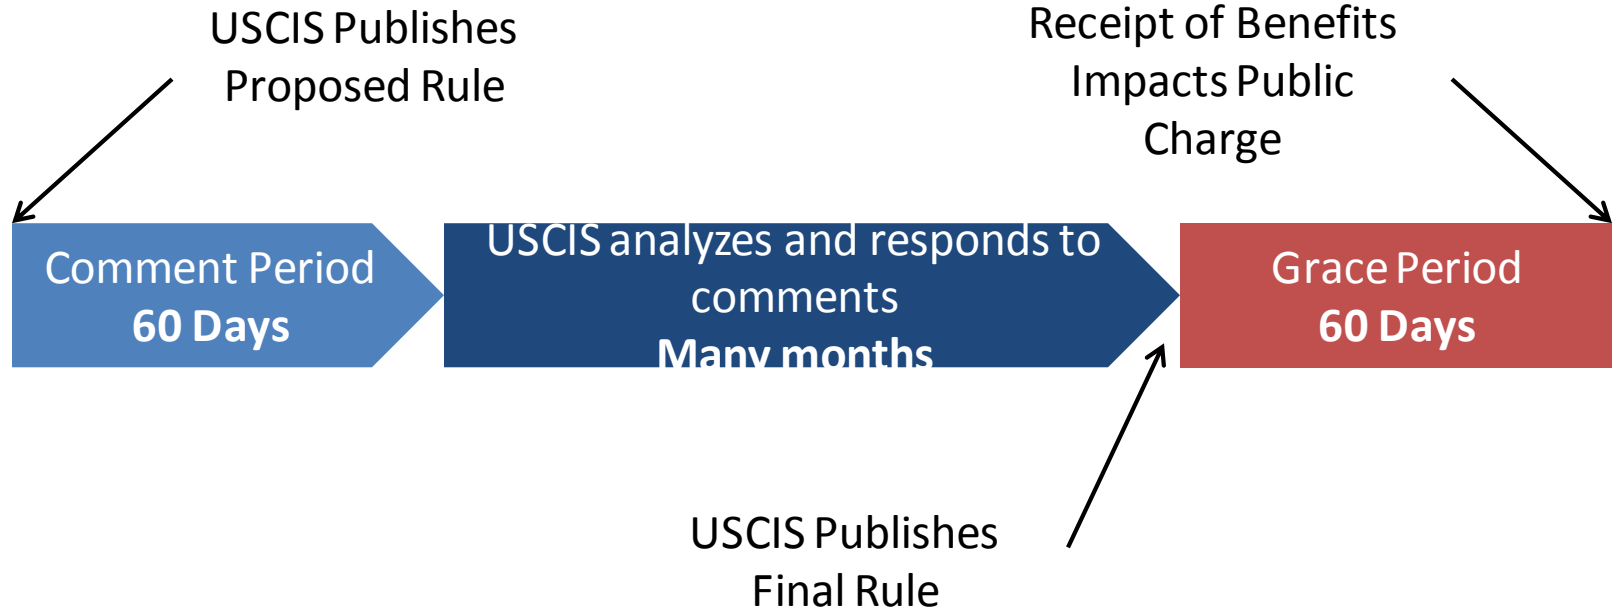 USCIS Publishes
Proposed Rule
Receipt of Benefits
Impacts Public
Charge
Comment Period
60 Days
USCIS analyzes and responds to
comments
Many months
Grace Period
60 Days
USCIS Publishes
Final Rule